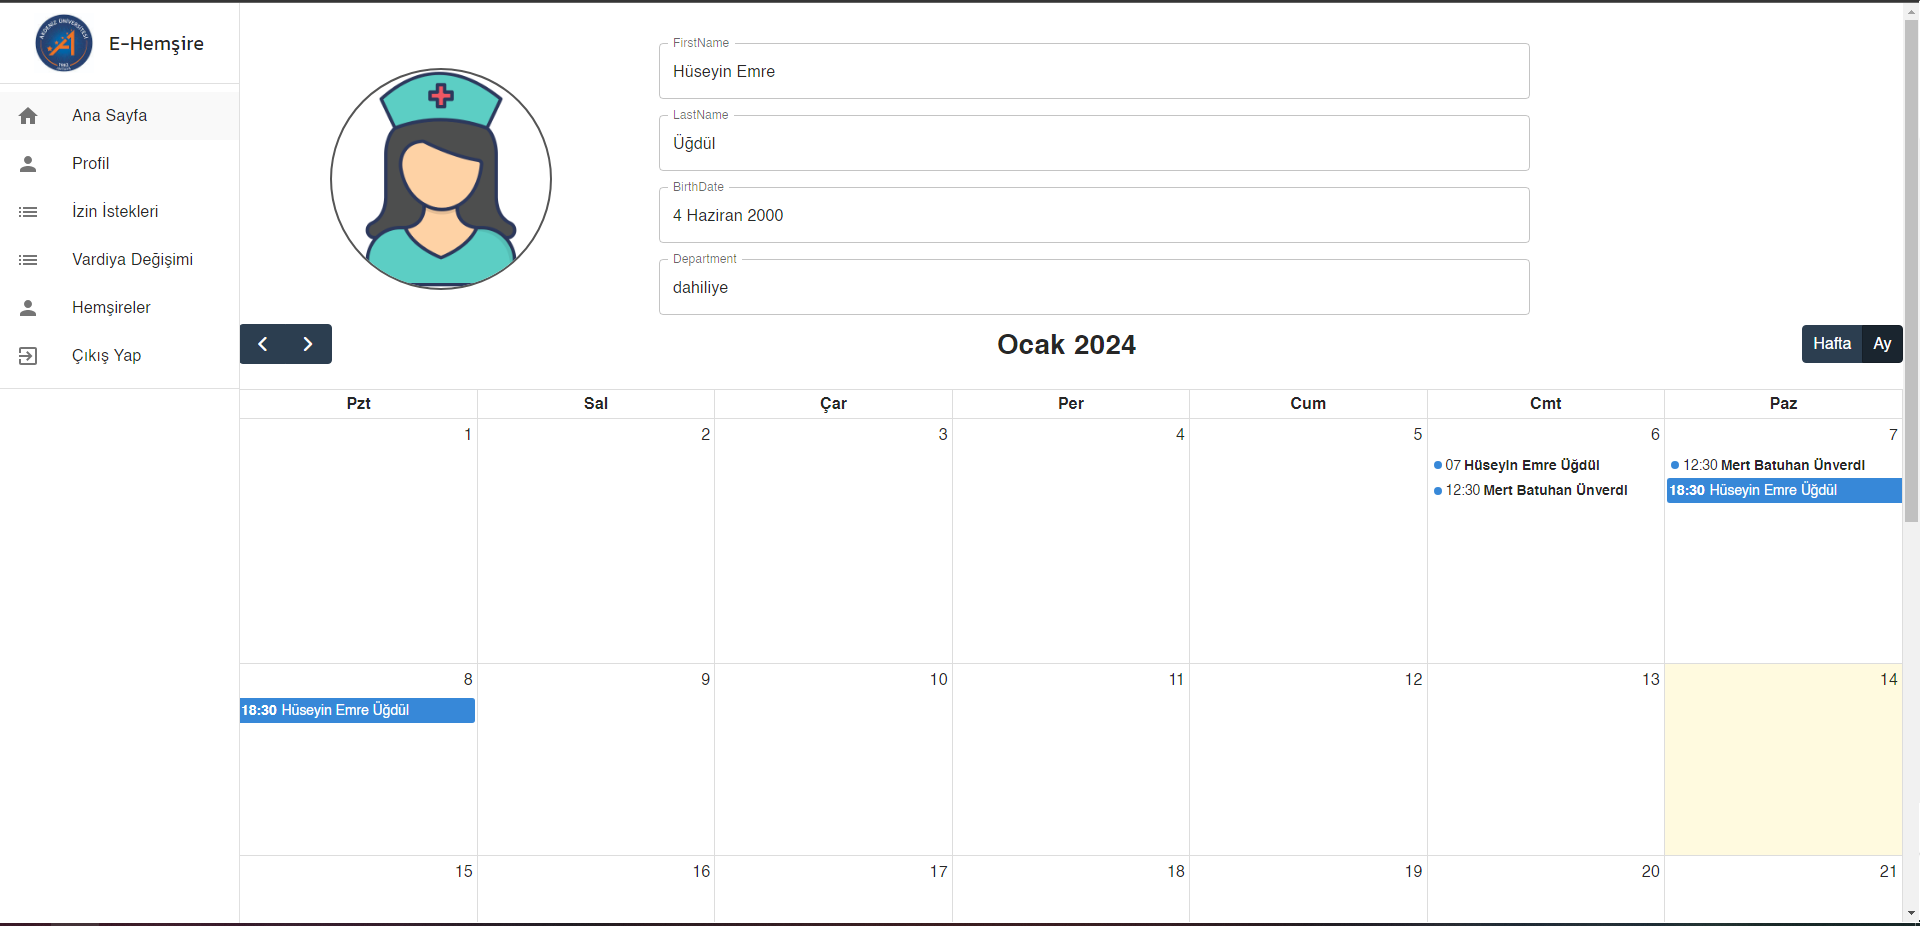 E-Hemşire
Ana Sayfa
Profil
İzin İstekleri
Vardiya Değişimi
Hemşireler
Çıkış Yap
FirstName
Hüseyin Emre
LastName
Üğdül
BirthDate
4 Haziran 2000
Department
dahiliye
Ocak 2024
Hafta Ay
Pzt Sal Çar Per Cum Cmt Paz
1 2 3 4 5 6 7
07 Hüseyin Emre Üğdül
12:30 Mert Batuhan Ünverdi
12:30 Mert Batuhan Ünverdi
18:30 Hüseyin Emre Üğdül
8 9 10 11 12 13 14
18:30 Hüseyin Emre Üğdül
15 16 17 18 19 20 21